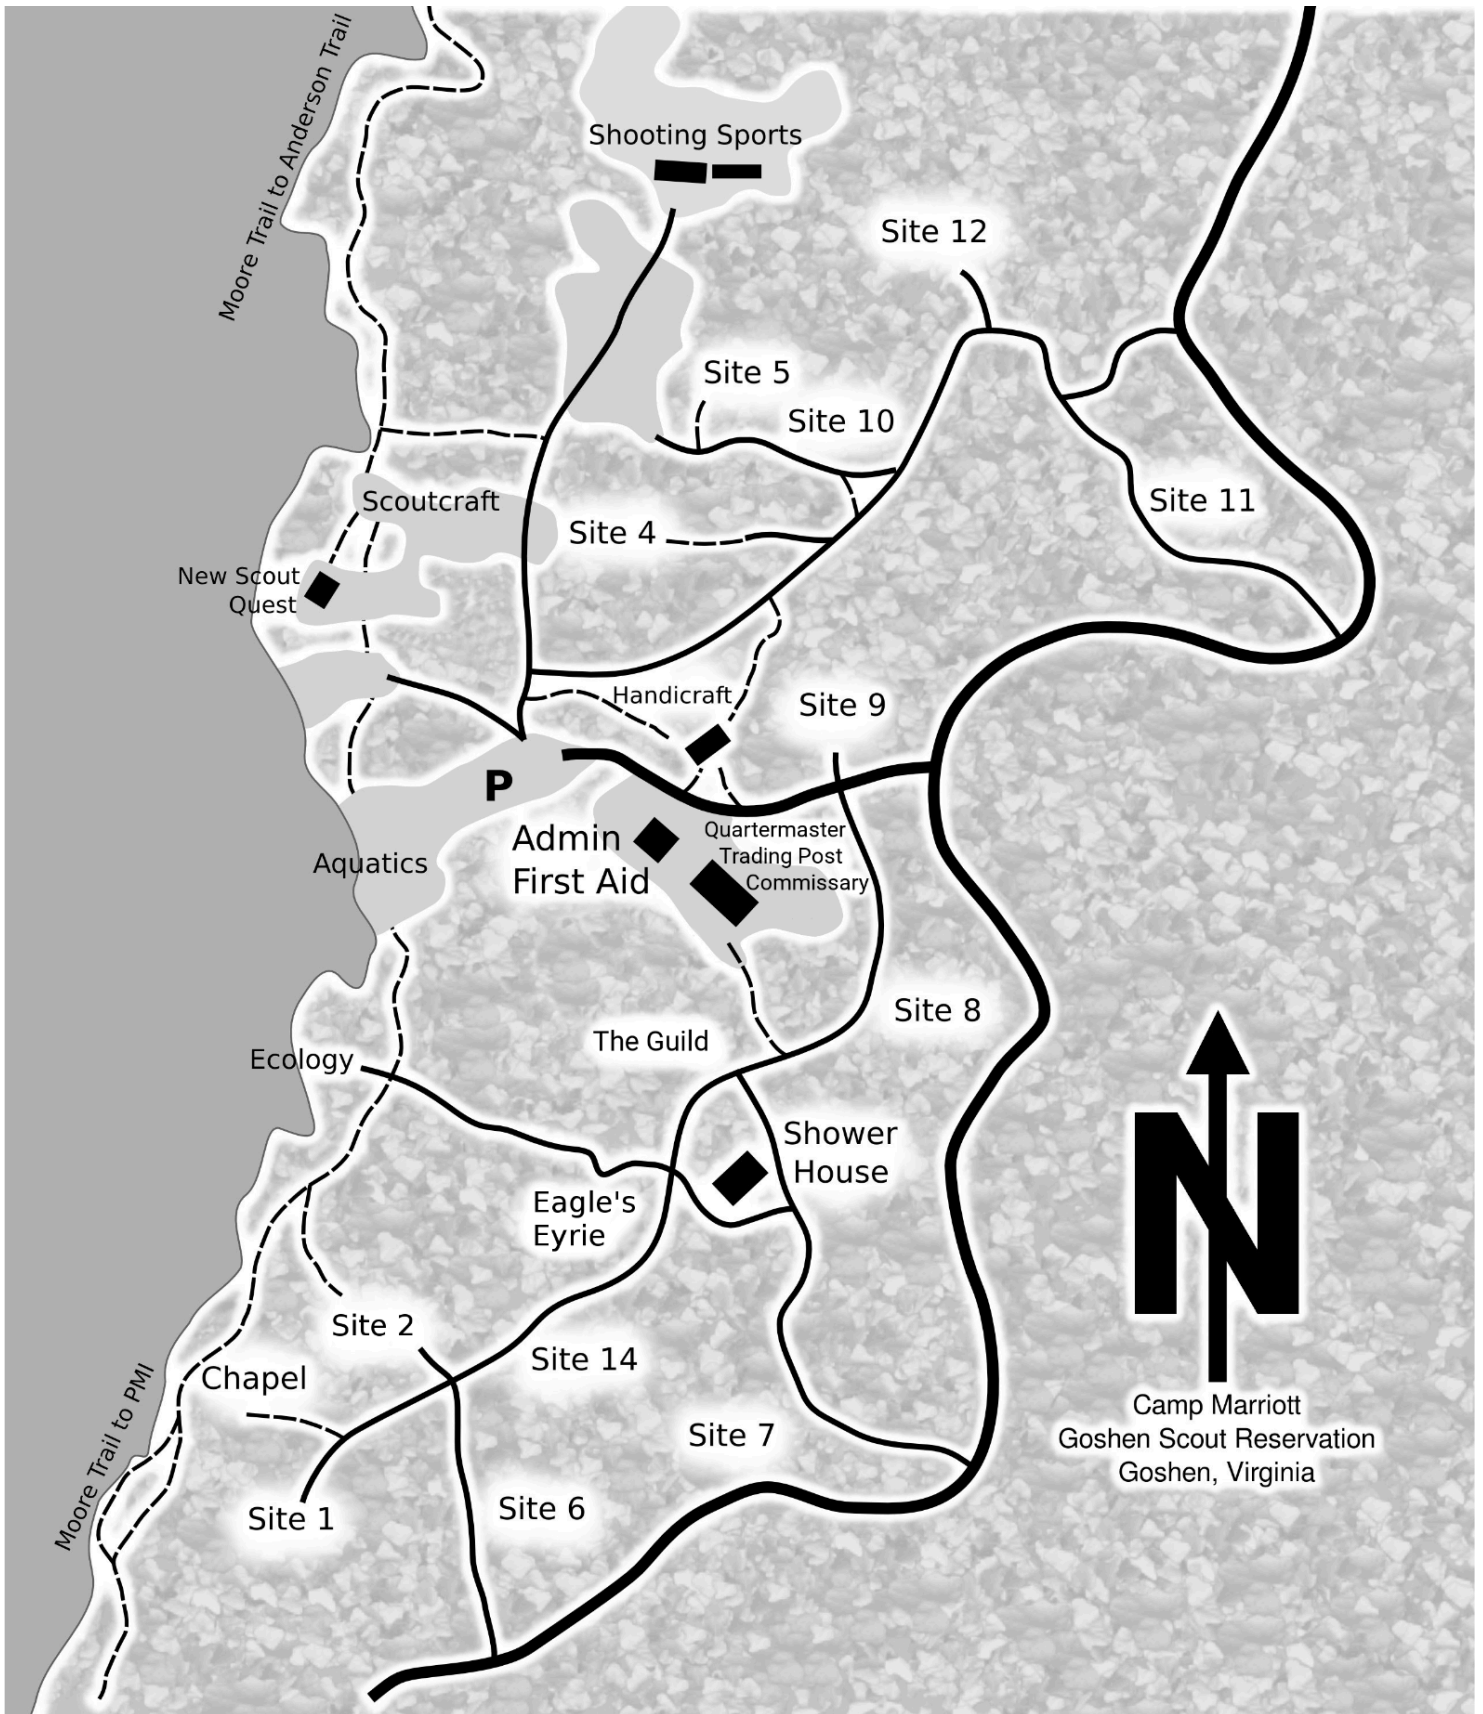 Moore Trail to Anderson Trail
Shooting Sports
Site 12
Site 5
Site 10
Scoutcraft
Site 4
Site 11
New Scout
Quest
Handicraft
Site 9
P
Admin
First Aid
Quartermaster
Trading Post
Commissary
Aquatics
Site 8
The Guild
Ecology
Shower
House
Eagle's
Eyrie
Site 2
Site 14
Chapel
Moore Trail to PMI
Site 7
Site 6
Site 1
N
Camp Marriott
Goshen Scout Reservation
Goshen, Virginia